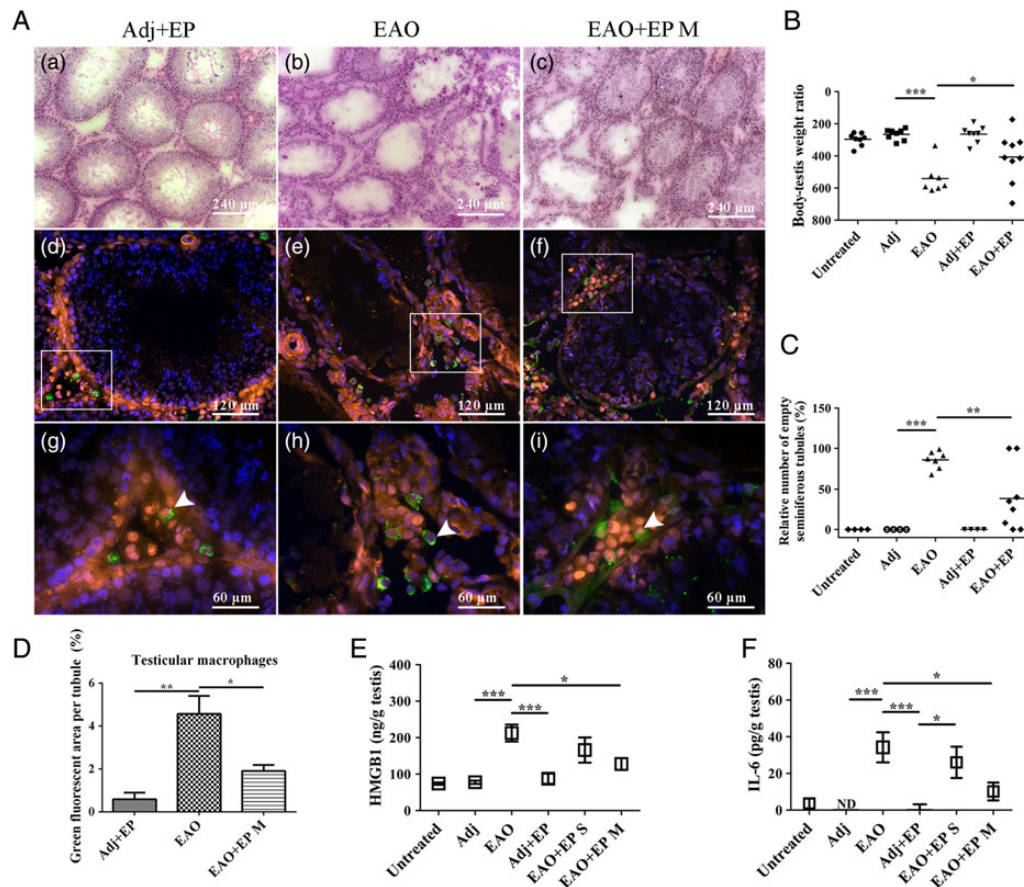 A
Adj+EP
EAO
EAO+EP M
(a)
(b)
(c)
240 μm
240 μm
240 μm
(d)
(e)
(f)
120 μm
120 μm
120 μm
(g)
(h)
(i)
60 μm
60 μm
60 μm
B
Body-testis weight ratio
0
200
400
600
800
***
*
Untreated
Adj
EAO
Adj+EP
EAO+EP
C
Relative number of empty
seminiferous tubules (%)
150
100
50
0
***
**
Untreated
Adj
EAO
Adj+EP
EAO+EP
D
Testicular macrophages
Green fluorescent area per tubule (%)
6
4
2
0
**
*
Adj+EP
EAO
EAO+EP M
E
HMGB1 (ng/g testis)
400
300
200
100
0
***
*
***
Untreated
Adj
EAO
Adj+EP
EAO+EP S
EAO+EP M
F
IL-6 (pg/g testis)
60
40
20
0
***
*
***
*
ND
Untreated
Adj
EAO
Adj+EP
EAO+EP S
EAO+EP M